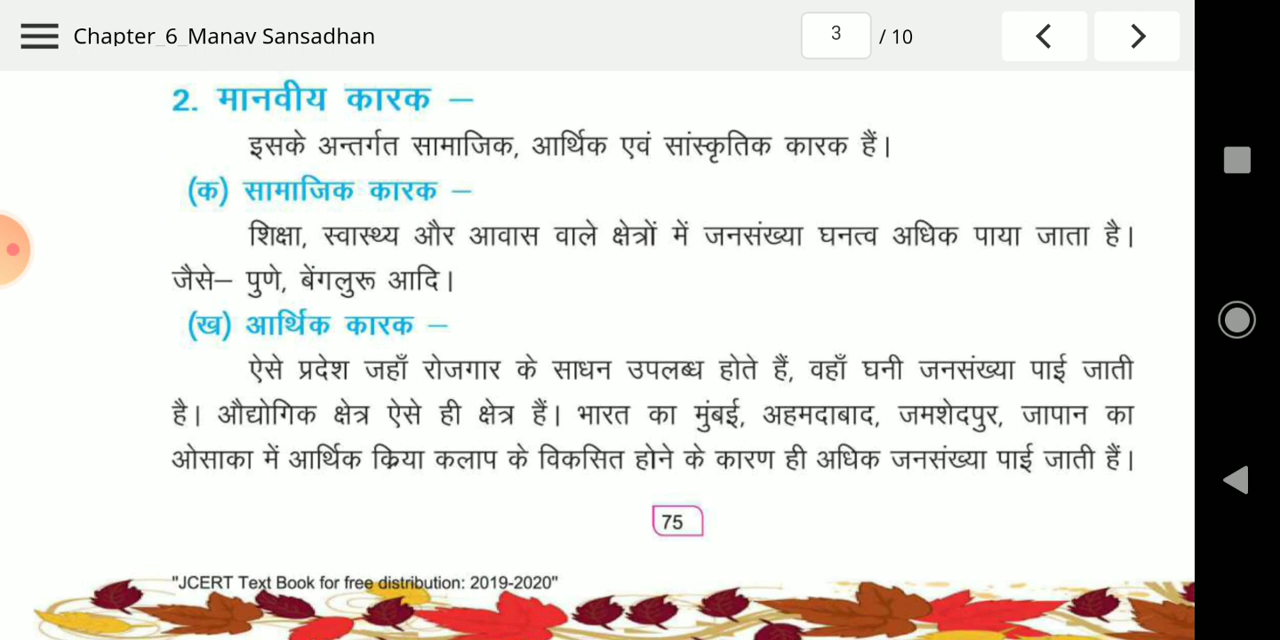 Chapter_6_Manav Sansadhan
3 / 10
2. मानवीय कारक –
इसके अन्तर्गत सामाजिक, आर्थिक एवं सांस्कृतिक कारक हैं।
(क) सामाजिक कारक –
शिक्षा, स्वास्थ्य और आवास वाले क्षेत्रों में जनसंख्या घनत्व अधिक पाया जाता है।
जैसे– पुणे, बेंगलुरू आदि।
(ख) आर्थिक कारक –
ऐसे प्रदेश जहाँ रोजगार के साधन उपलब्ध होते हैं, वहाँ घनी जनसंख्या पाई जाती
है। औद्योगिक क्षेत्र ऐसे ही क्षेत्र हैं। भारत का मुंबई, अहमदाबाद, जमशेदपुर, जापान का
ओसाका में आर्थिक क्रिया कलाप के विकसित होने के कारण ही अधिक जनसंख्या पाई जाती हैं।
75
"JCERT Text Book for free distribution: 2019-2020"